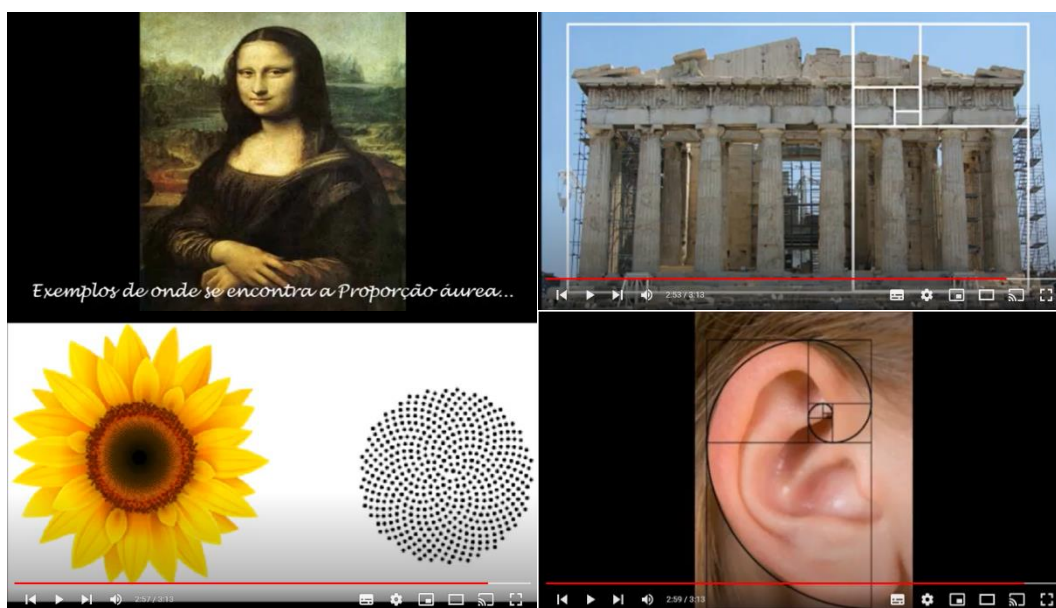 Exemplos de onde se encontra a Proporção áurea...
2:53 / 3:13
2:57 / 3:13
2:59 / 3:13